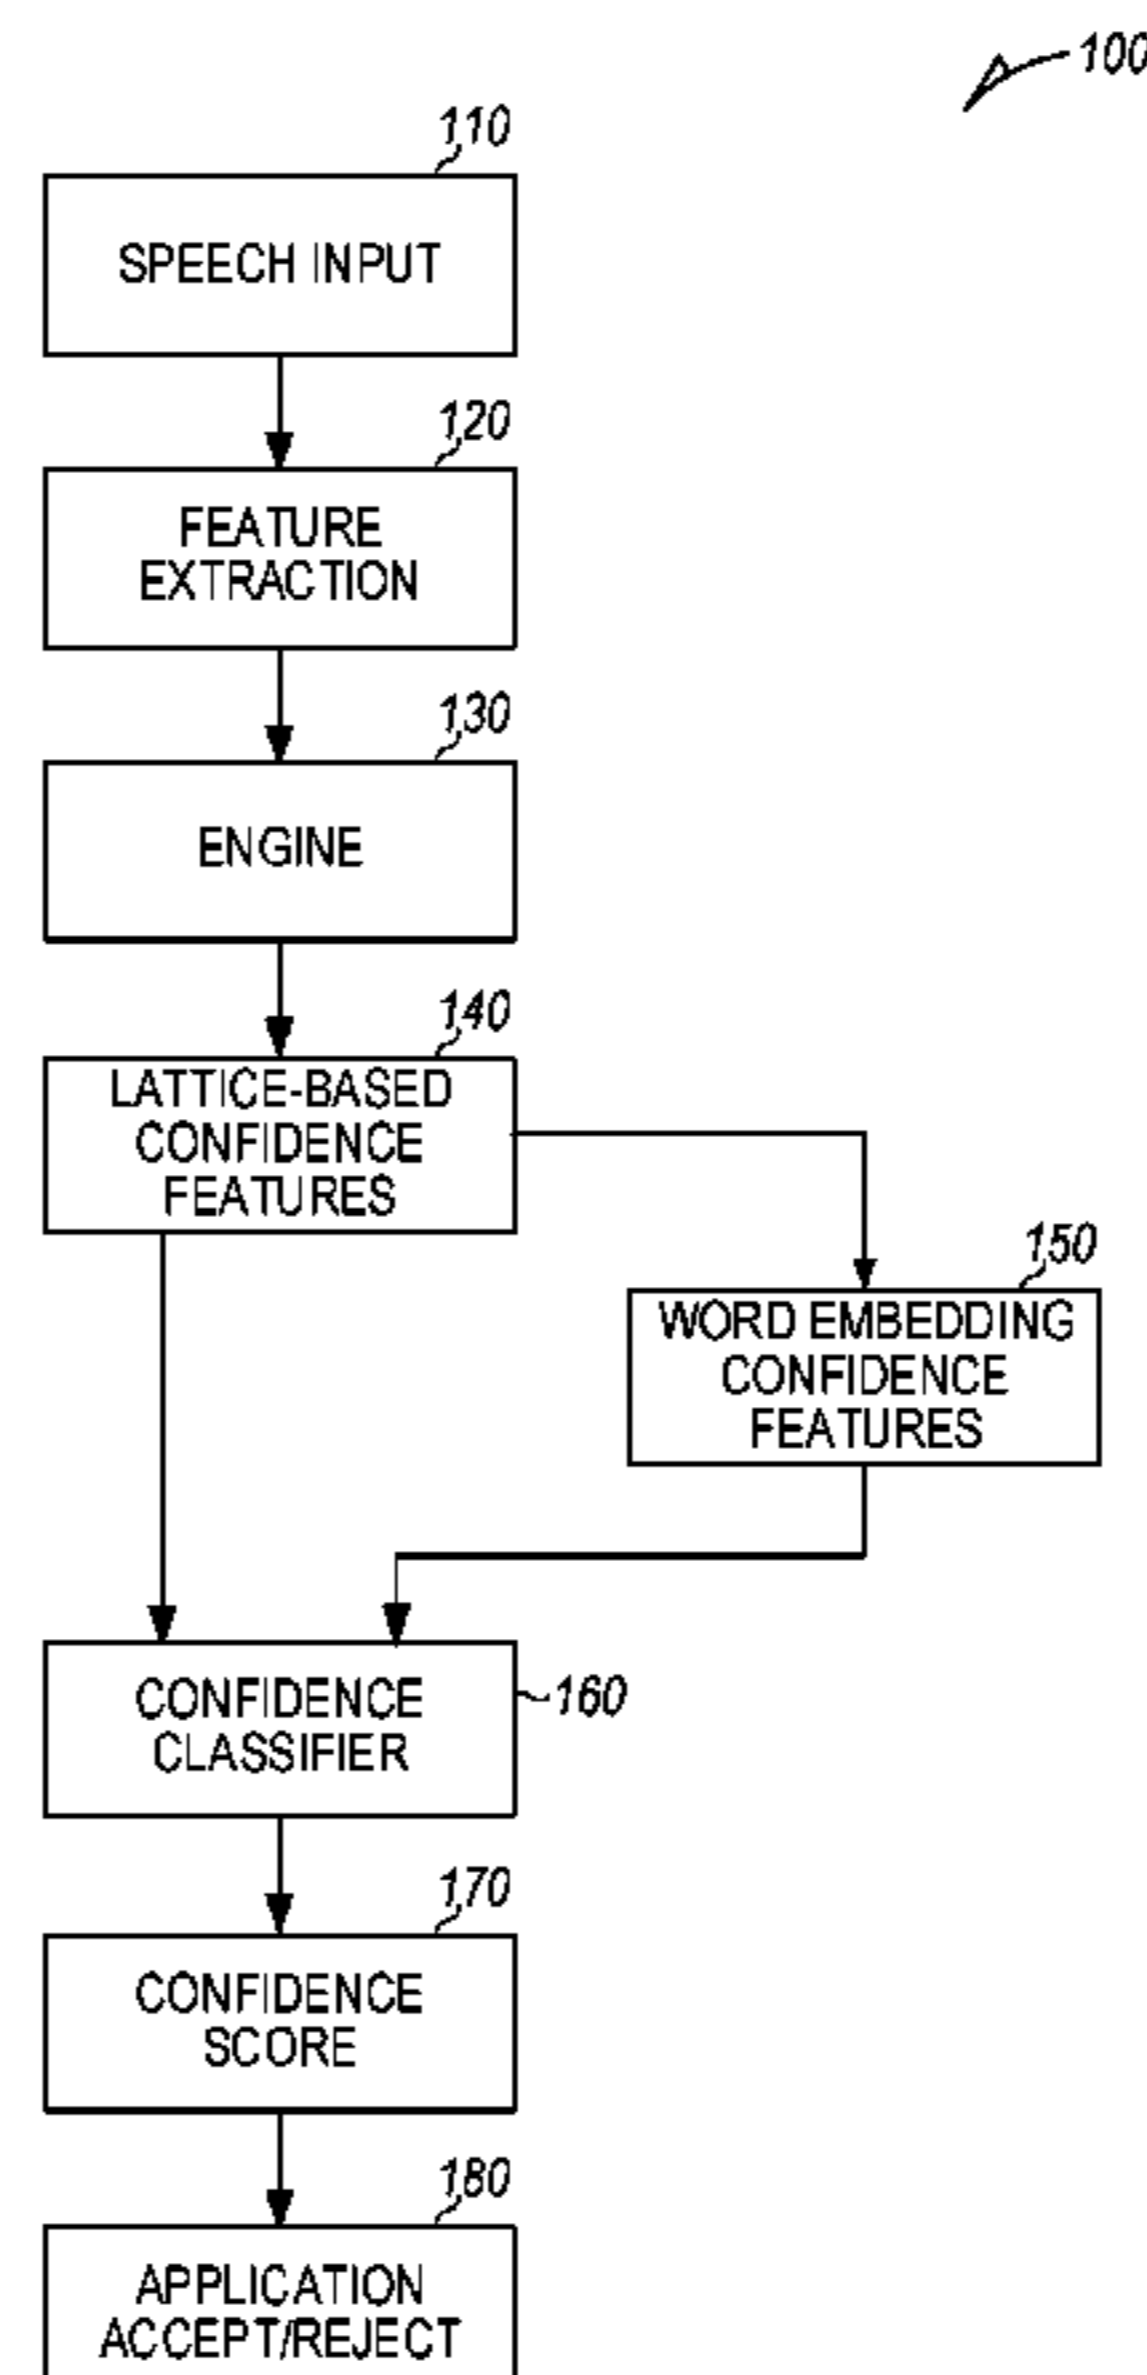 100
110
SPEECH INPUT
120
FEATURE
EXTRACTION
130
ENGINE
140
LATTICE-BASED
CONFIDENCE
FEATURES
150
WORD EMBEDDING
CONFIDENCE
FEATURES
CONFIDENCE
CLASSIFIER
160
170
CONFIDENCE
SCORE
180
APPLICATION
ACCEPT/REJECT